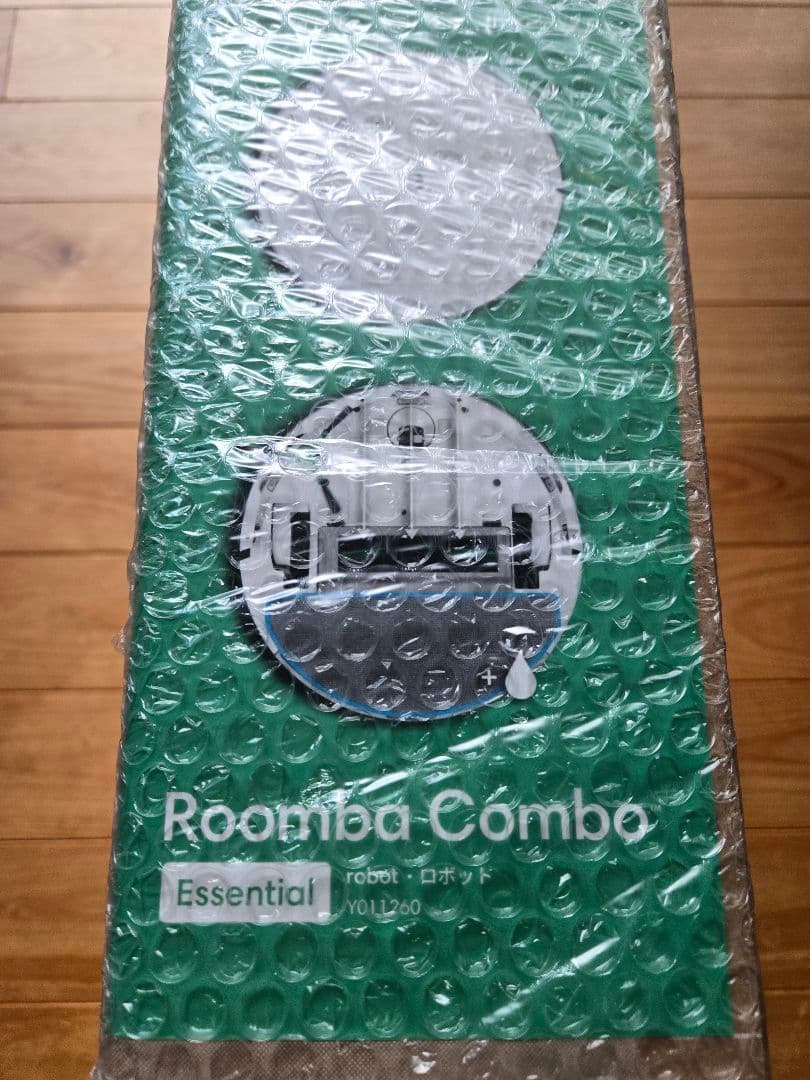 Roomba Combo
Essential
robot・ロボット
Y011260